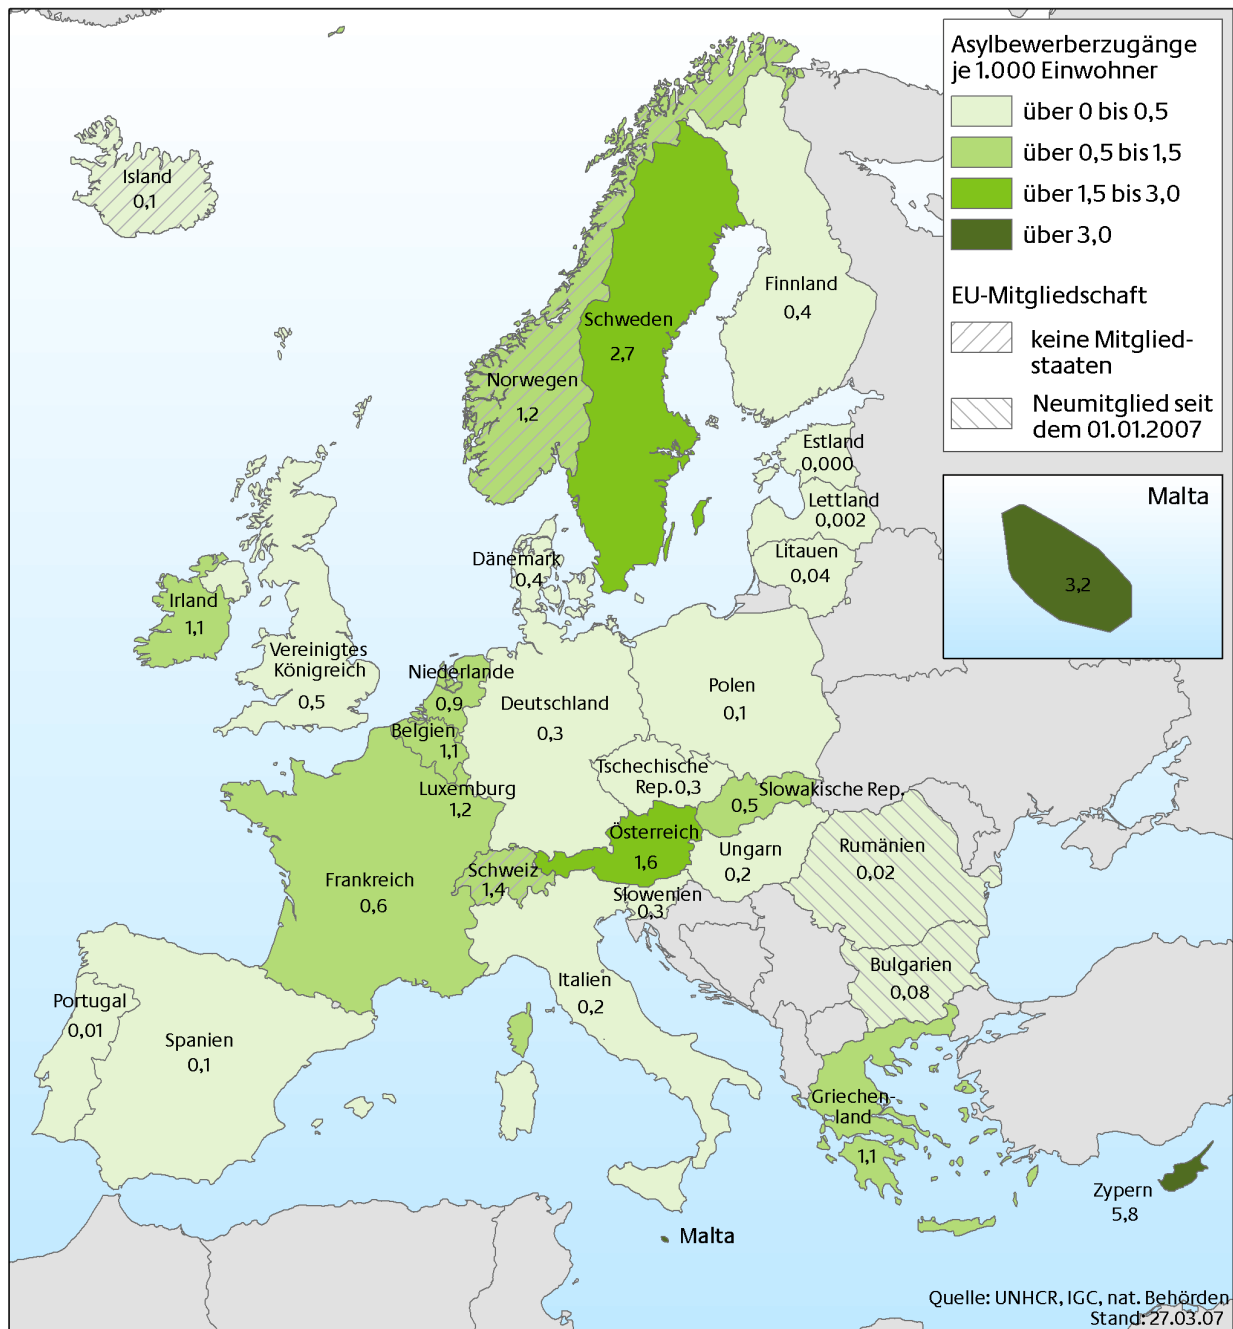 Asylbewerberzugänge
je 1.000 Einwohner
über 0 bis 0,5
über 0,5 bis 1,5
über 1,5 bis 3,0
über 3,0
EU-Mitgliedschaft
keine Mitglied-
staaten
Neumitglied seit
dem 01.01.2007
Malta
3,2
Island
0,1
Finnland
0,4
Schweden
2,7
Norwegen
1,2
Estland
0,000
Lettland
0,002
Litauen
0,04
Dänemark
0,4
Irland
1,1
Vereinigtes
Königreich
0,5
Niederlande
0,9
Belgien
1,1
Luxemburg
1,2
Deutschland
0,3
Polen
0,1
Tschechische
Rep. 0,3
Slowakische Rep.
0,5
Österreich
1,6
Ungarn
0,2
Rumänien
0,02
Schweiz
1,4
Slowenien
0,3
Frankreich
0,6
Bulgarien
0,08
Italien
0,2
Portugal
0,01
Spanien
0,1
Griechen-
land
1,1
Zypern
5,8
Malta
Quelle: UNHCR, IGC, nat. Behörden
Stand: 27.03.07